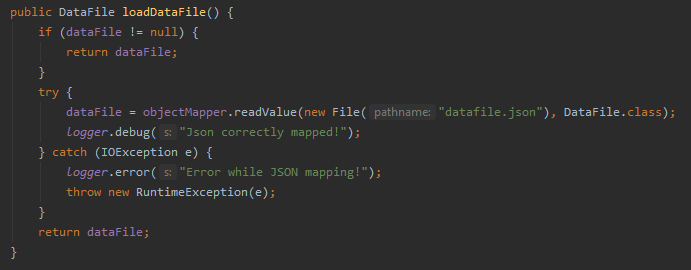 public DataFile loadDataFile() {
if (dataFile != null) {
return dataFile;
}
try {
dataFile = objectMapper.readValue(new File( pathname: "datafile.json"), DataFile.class);
logger.debug( s: "Json correctly mapped!");
} catch (IOException e) {
logger.error( s: "Error while JSON mapping!");
throw new RuntimeException(e);
}
return dataFile;
}